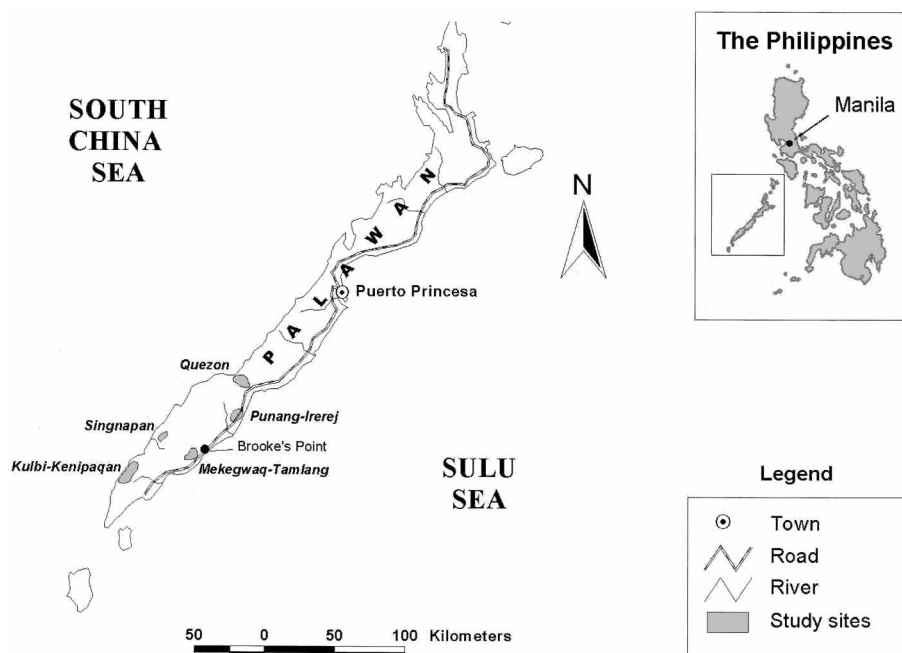 The Philippines
Manila
SOUTH
CHINA
SEA
N
PALAWAN
Puerto Princesa
Quezon
Punang-Irerej
Singnapan
Brooke's Point
Kulbi-Kenipaqan
Mekegwaq-Tamlang
SULU
SEA
Legend
Town
Road
River
Study sites
50 0 50 100 Kilometers